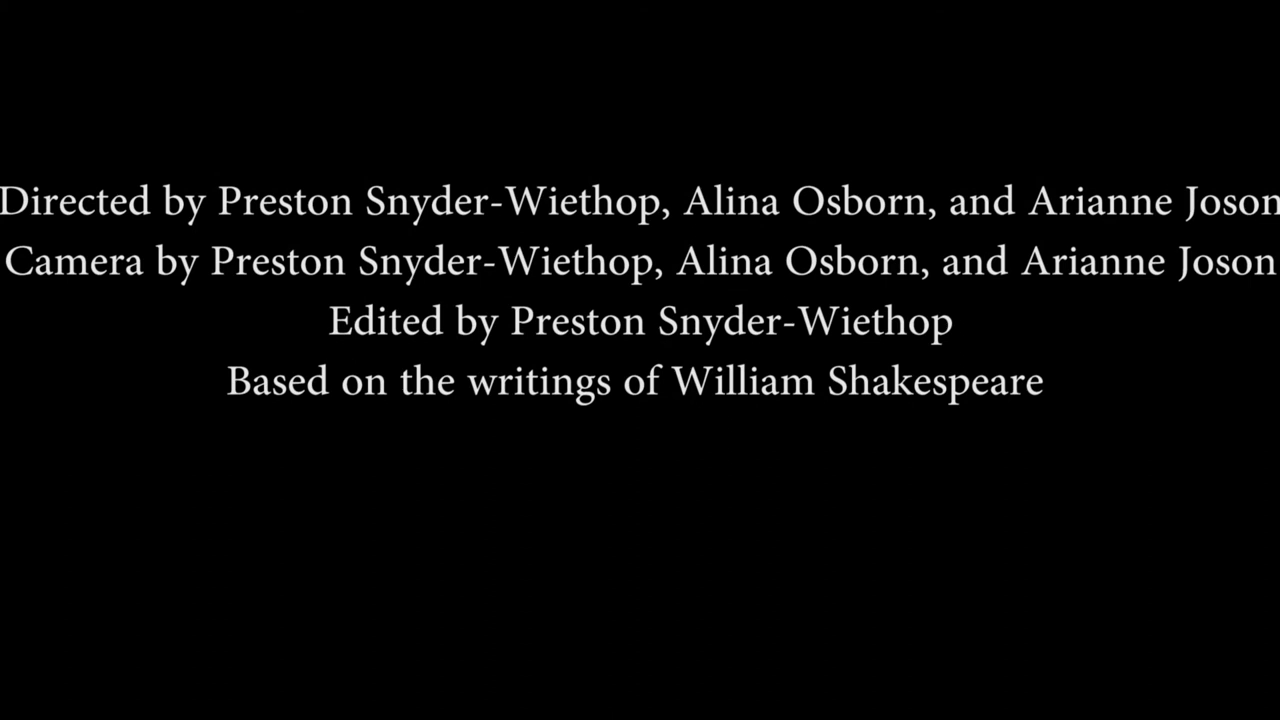 Directed by Preston Snyder-Wiethop, Alina Osborn, and Arianne Joson
Camera by Preston Snyder-Wiethop, Alina Osborn, and Arianne Joson
Edited by Preston Snyder-Wiethop
Based on the writings of William Shakespeare